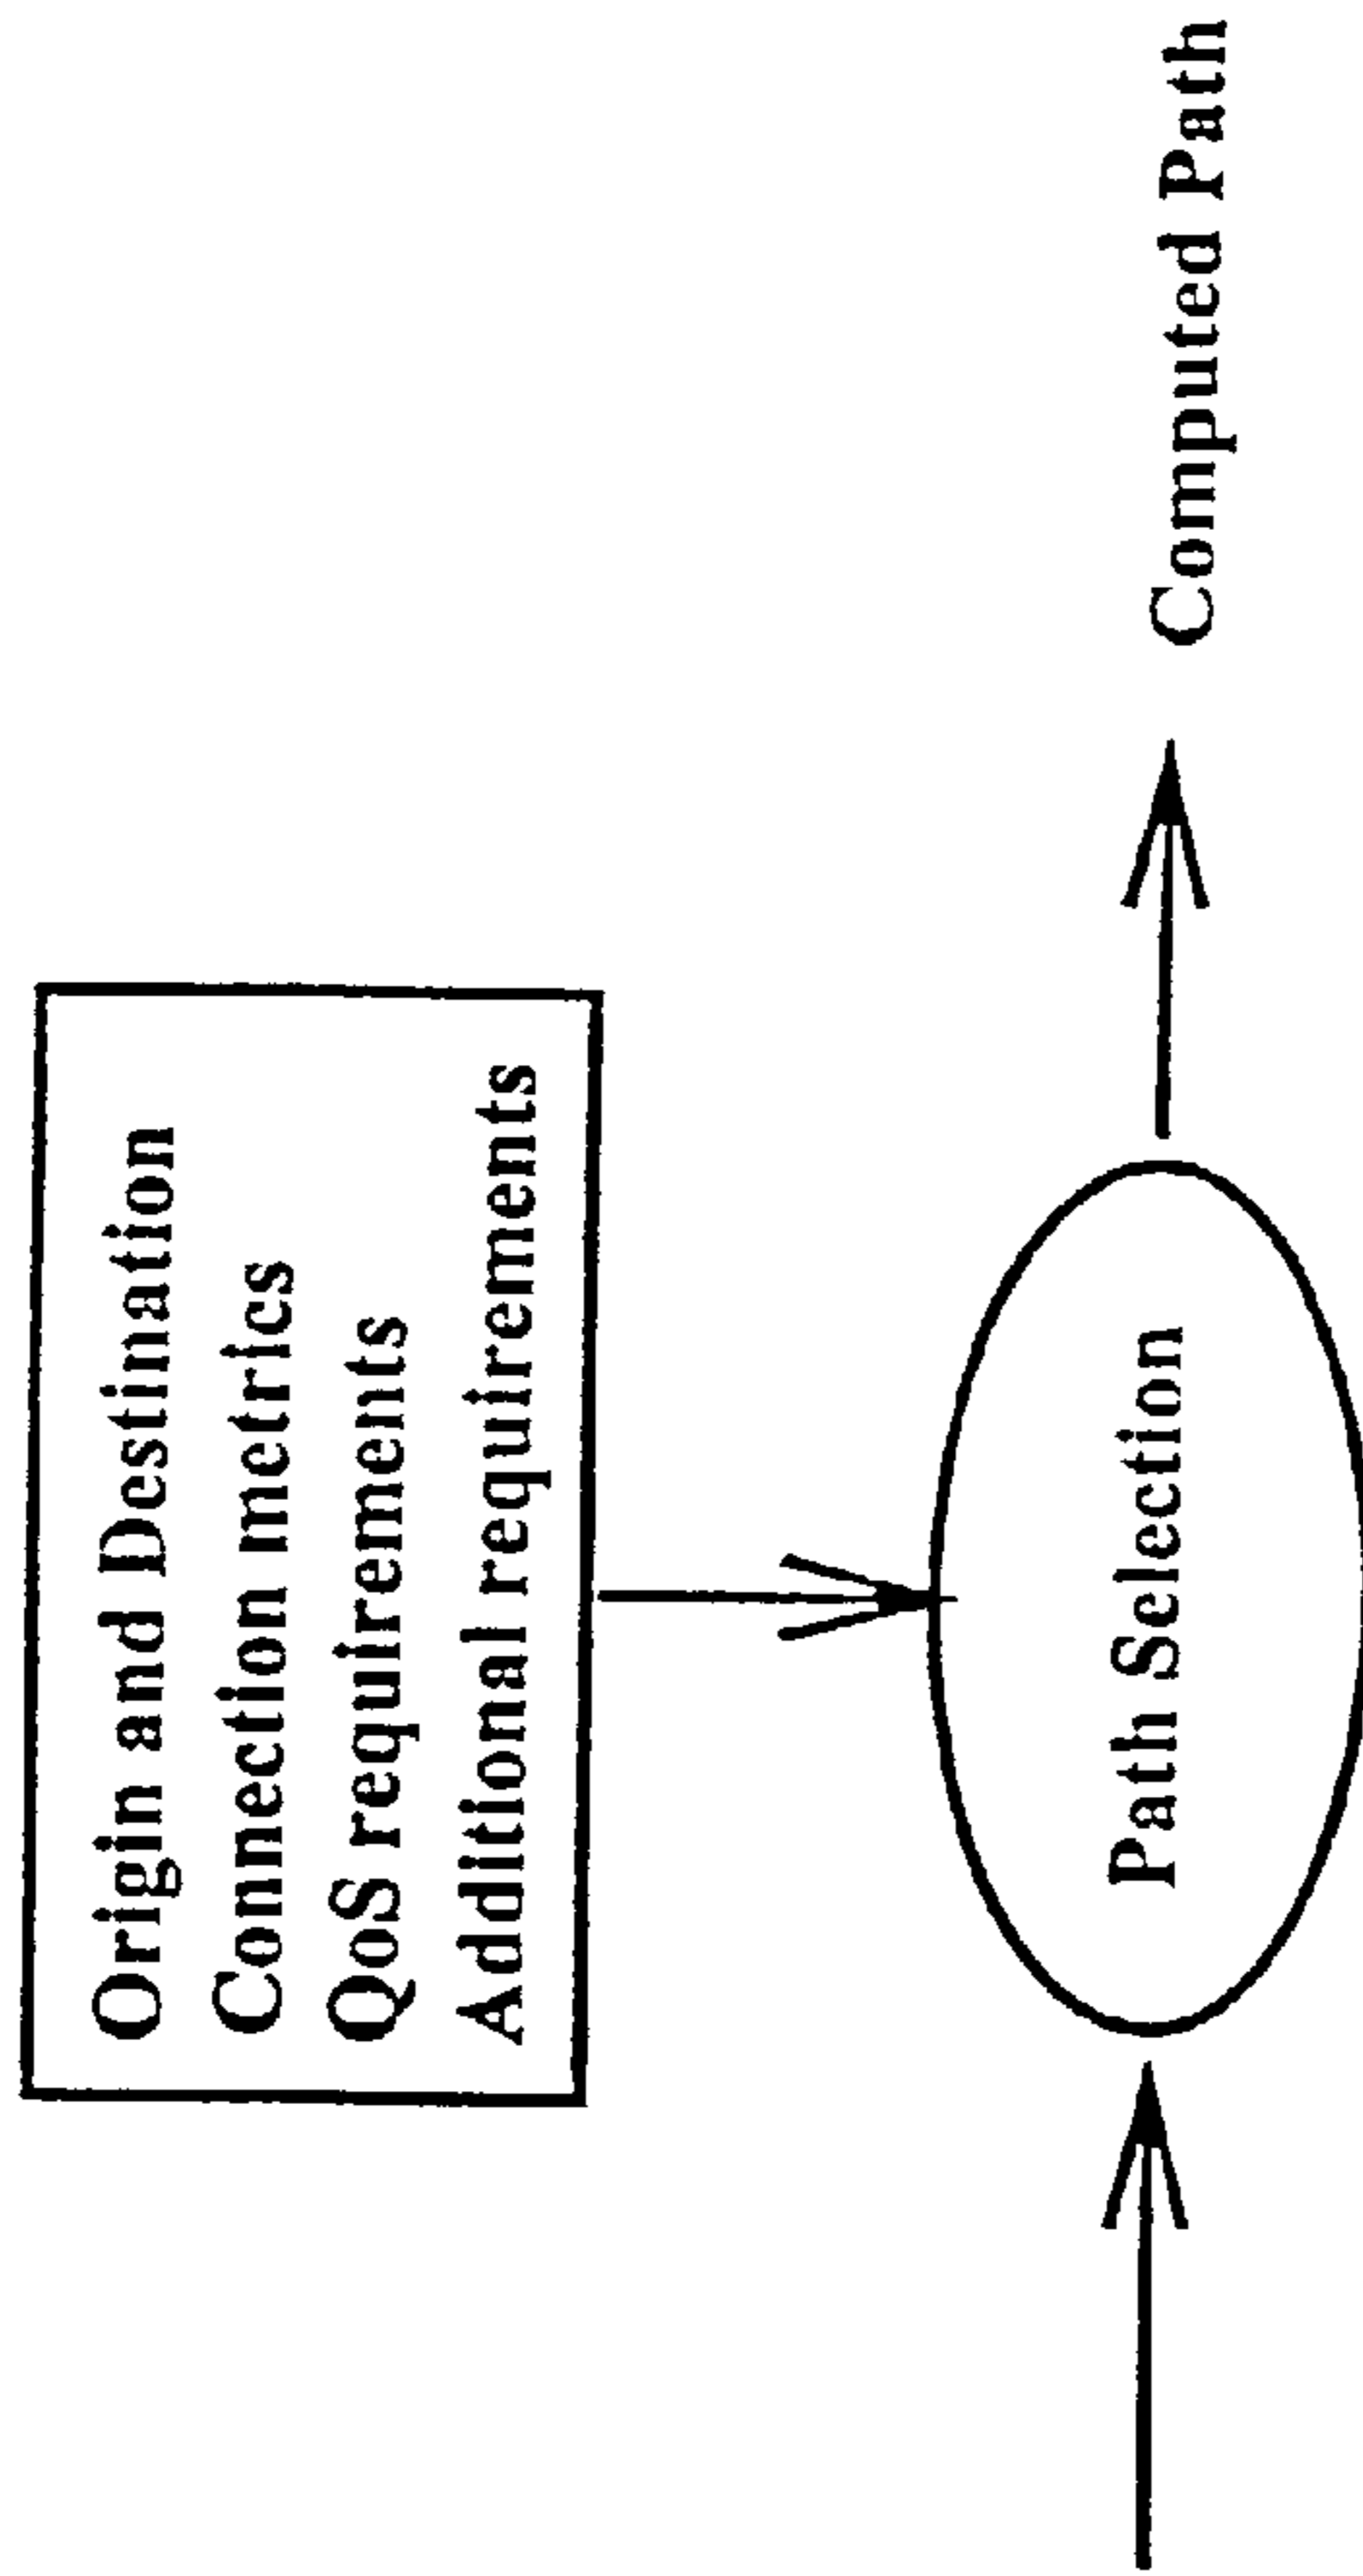 Origin and Destination
Connection metrics
QoS requirements
Additional requirements
Path Selection
Computed Path